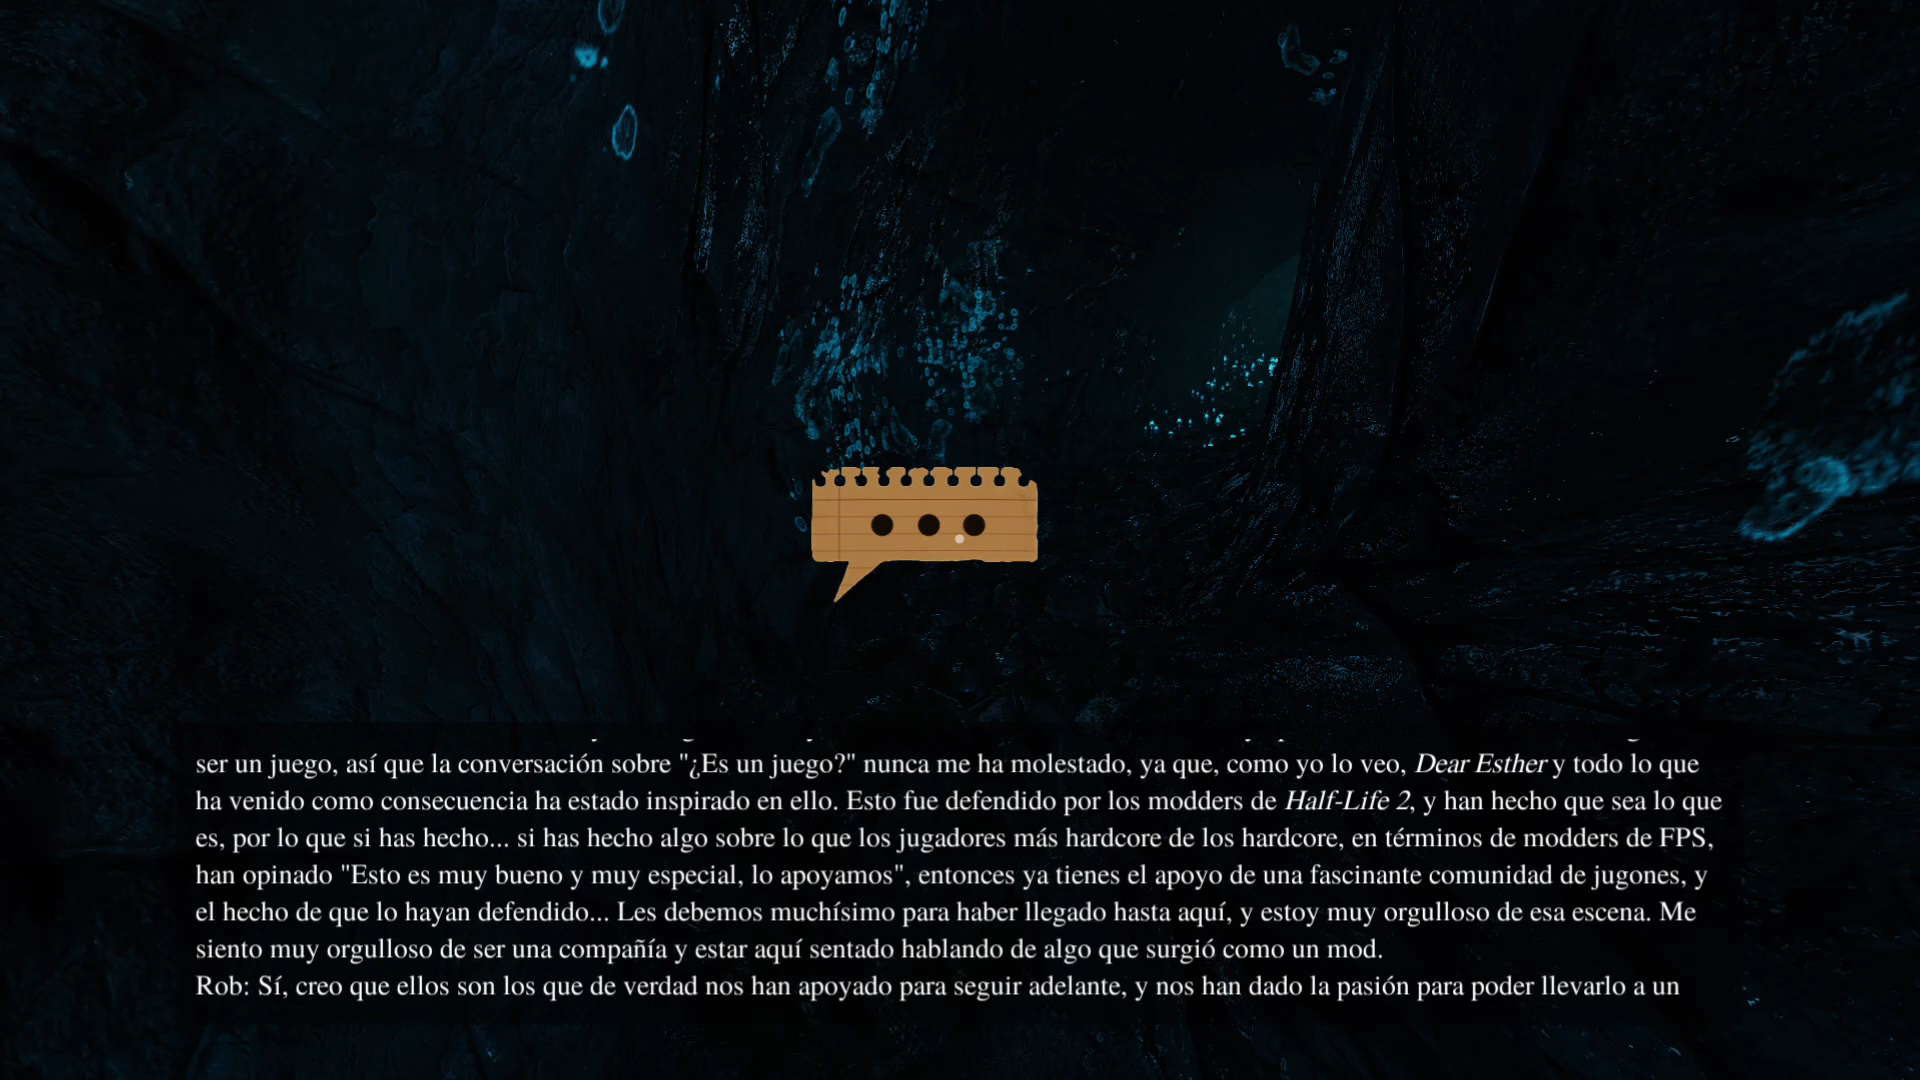 ser un juego, así que la conversación sobre "¿Es un juego?" nunca me ha molestado, ya que, como yo lo veo, Dear Esther y todo lo que
ha venido como consecuencia ha estado inspirado en ello. Esto fue defendido por los modders de Half-Life 2, y han hecho que sea lo que
es, por lo que si has hecho... si has hecho algo sobre lo que los jugadores más hardcore de los hardcore, en términos de modders de FPS,
han opinado "Esto es muy bueno y muy especial, lo apoyamos", entonces ya tienes el apoyo de una fascinante comunidad de jugones, y
el hecho de que lo hayan defendido... Les debemos muchísimo para haber llegado hasta aquí, y estoy muy orgulloso de esa escena. Me
siento muy orgulloso de ser una compañía y estar aquí sentado hablando de algo que surgió como un mod.
Rob: Sí, creo que ellos son los que de verdad nos han apoyado para seguir adelante, y nos han dado la pasión para poder llevarlo a un